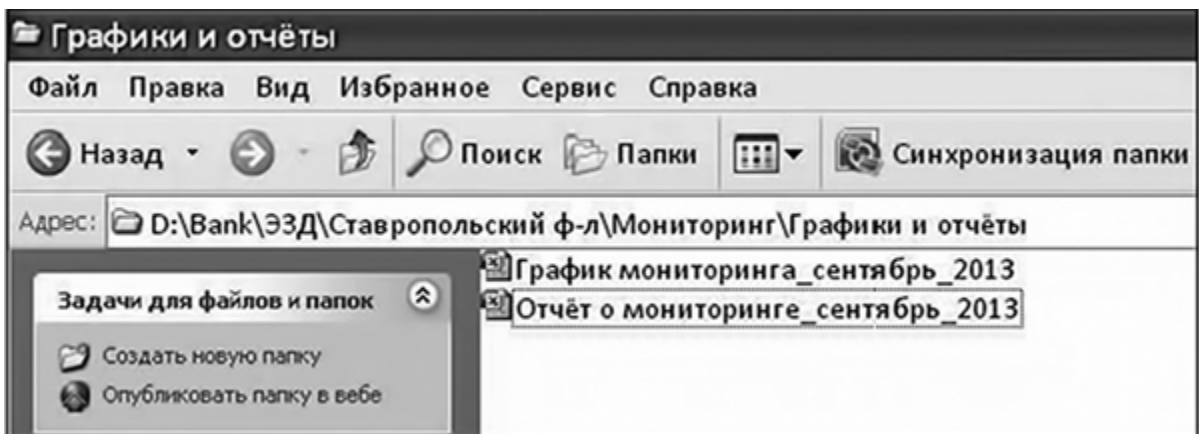 Графики и отчёты
Файл Правка Вид Избранное Сервис Справка
Назад Поиск Папки Синхронизация папки
Адрес: D:\Bank\ЭЗД\Ставропольский ф-л\Мониторинг\Графики и отчёты
График мониторинга_сентябрь_2013
Задачи для файлов и папок
Отчёт о мониторинге_сентябрь_2013
Создать новую папку
Опубликовать папку в вебе